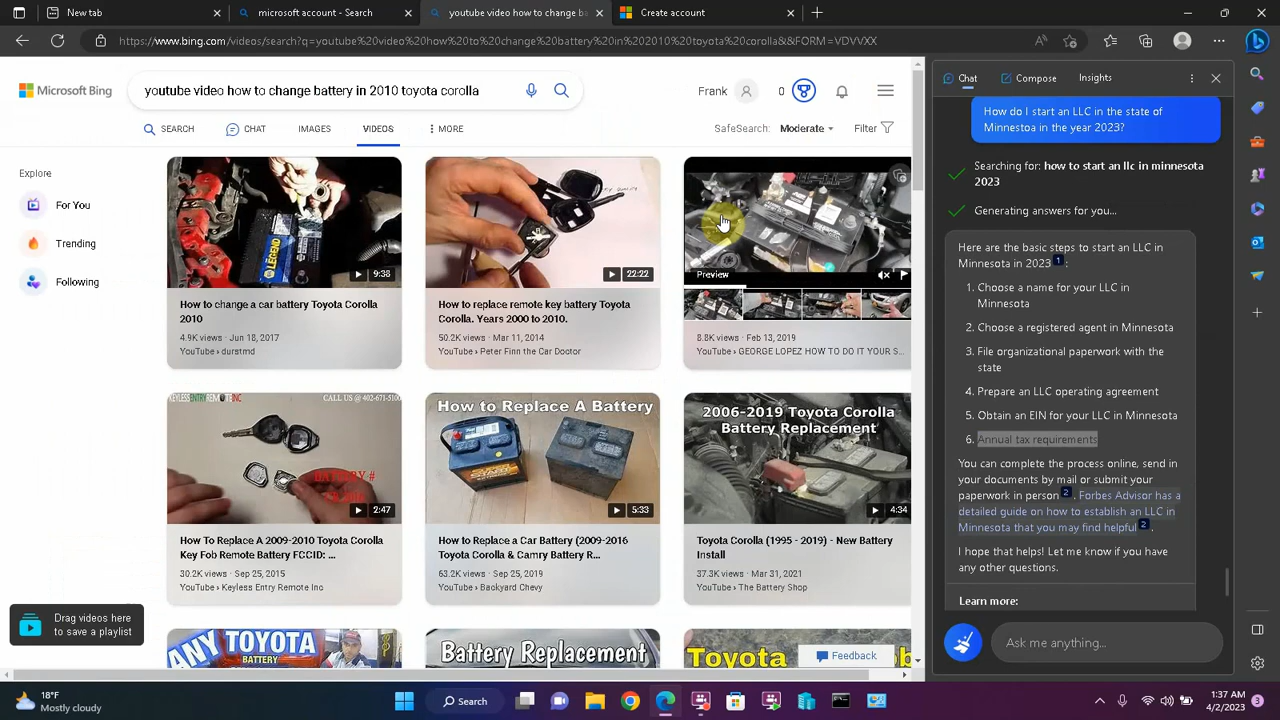 New tab
microsoft account - Search
youtube video how to change ba
Create account
https://www.bing.com/videos/search?q=youtube%20video%20how%20to%20change%20battery%20in%202010%20toyota%20corolla&&FORM=VDVVXX
Microsoft Bing
youtube video how to change battery in 2010 toyota corolla
Frank
0
SEARCH
CHAT
IMAGES
VIDEOS
MORE
SafeSearch: Moderate
Filter
Explore
For You
Trending
Following
LEGEND
9:38
How to change a car battery Toyota Corolla
2010
4.9K views · Jun 18, 2017
YouTube › durstmd
22:22
How to replace remote key battery Toyota
Corolla. Years 2000 to 2010.
50.2K views · Mar 11, 2014
YouTube › Peter Finn the Car Doctor
Preview
8.8K views · Feb 13, 2019
YouTube › GEORGE LOPEZ HOW TO DO IT YOUR S...
KEYLESSENTRYREMOTEINC
CALL US @ 402-671-5100
BATTERY #
2:47
How To Replace A 2009-2010 Toyota Corolla
Key Fob Remote Battery FCCID: ...
30.2K views · Sep 25, 2015
YouTube › Keyless Entry Remote Inc
How to Replace A Battery
5:33
How to Replace a Car Battery (2009-2016
Toyota Corolla & Camry Battery R...
63.2K views · Sep 25, 2019
YouTube › Backyard Chevy
2006-2019 Toyota Corolla
Battery Replacement
4:34
Toyota Corolla (1995 - 2019) - New Battery
Install
37.3K views · Mar 31, 2021
YouTube › The Battery Shop
Drag videos here
to save a playlist
ANY TOYOTA
BATTERY
Battery Replacement
Toyota
Feedback
Chat
Compose
Insights
How do I start an LLC in the state of
Minnestoa in the year 2023?
Searching for: how to start an llc in minnesota
2023
Generating answers for you...
Here are the basic steps to start an LLC in
Minnesota in 2023 1 :
1. Choose a name for your LLC in
Minnesota
2. Choose a registered agent in Minnesota
3. File organizational paperwork with the
state
4. Prepare an LLC operating agreement
5. Obtain an EIN for your LLC in Minnesota
6. Annual tax requirements
You can complete the process online, send in
your documents by mail or submit your
paperwork in person 2 . Forbes Advisor has a
detailed guide on how to establish an LLC in
Minnesota that you may find helpful 2 .
I hope that helps! Let me know if you have
any other questions.
Learn more:
Ask me anything...
18°F
Mostly cloudy
Search
1:37 AM
4/2/2023
3